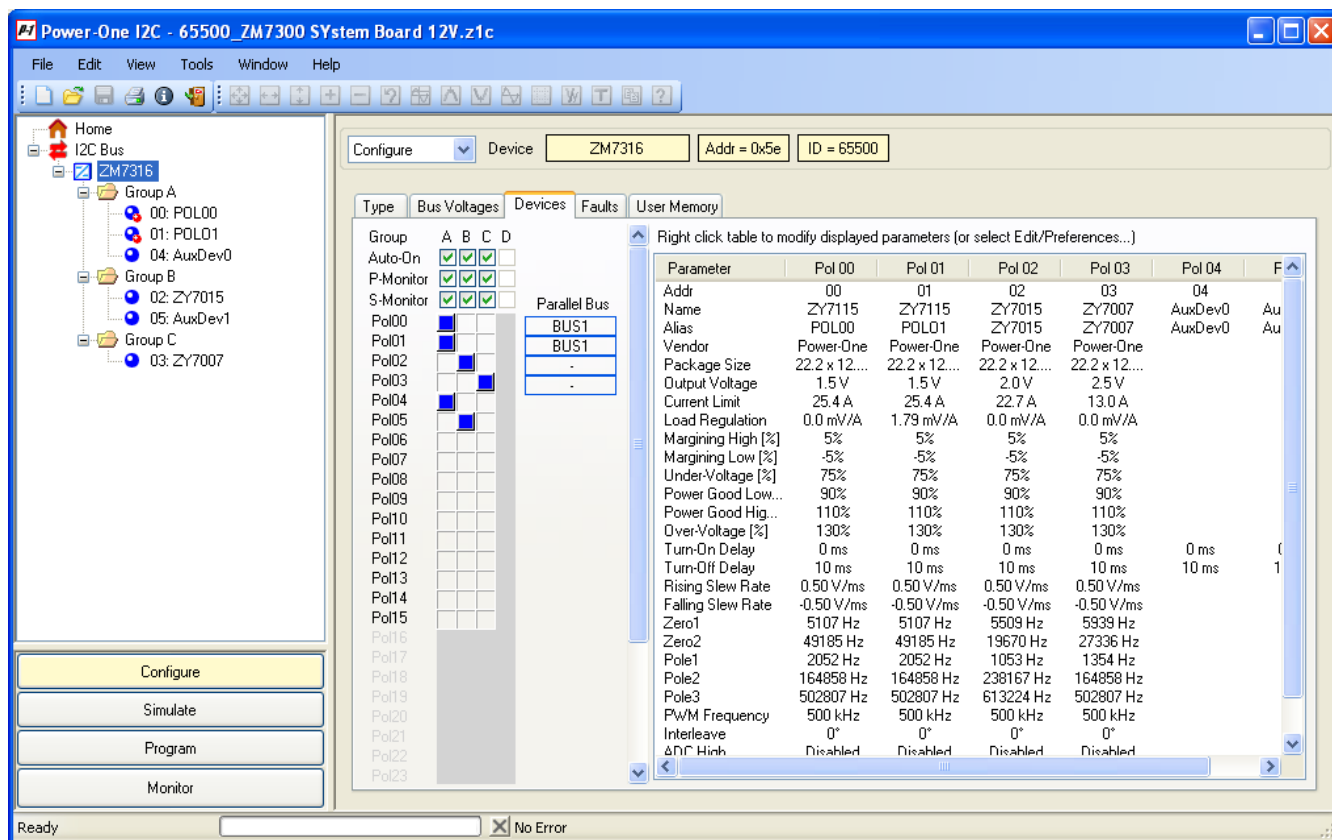 Power-One I2C - 65500_ZM7300 SYstem Board 12V.z1c
File Edit View Tools Window Help
Home
I2C Bus
ZM7316
Group A
00: POL00
01: POL01
04: AuxDev0
Group B
02: ZY7015
05: AuxDev1
Group C
03: ZY7007
Configure
Simulate
Program
Monitor
Configure Device ZM7316 Addr = 0x5e ID = 65500
Type Bus Voltages Devices Faults User Memory
Group A B C D
Auto-On
P-Monitor
S-Monitor
Parallel Bus
Pol00 BUS1
Pol01 BUS1
Pol02 -
Pol03 -
Pol04
Pol05
Pol06
Pol07
Pol08
Pol09
Pol10
Pol11
Pol12
Pol13
Pol14
Pol15
Pol16
Pol17
Pol18
Pol19
Pol20
Pol21
Pol22
Pol23
Right click table to modify displayed parameters (or select Edit/Preferences...)
Parameter Pol 00 Pol 01 Pol 02 Pol 03 Pol 04
Addr 00 01 02 03 04
Name ZY7115 ZY7115 ZY7015 ZY7007 AuxDev0 Au
Alias POL00 POL01 ZY7015 ZY7007 AuxDev0 Au
Vendor Power-One Power-One Power-One Power-One
Package Size 22.2 x 12.... 22.2 x 12.... 22.2 x 12.... 22.2 x 12....
Output Voltage 1.5 V 1.5 V 2.0 V 2.5 V
Current Limit 25.4 A 25.4 A 22.7 A 13.0 A
Load Regulation 0.0 mV/A 1.79 mV/A 0.0 mV/A 0.0 mV/A
Margining High [%] 5% 5% 5% 5%
Margining Low [%] -5% -5% -5% -5%
Under-Voltage [%] 75% 75% 75% 75%
Power Good Low... 90% 90% 90% 90%
Power Good Hig... 110% 110% 110% 110%
Over-Voltage [%] 130% 130% 130% 130%
Turn-On Delay 0 ms 0 ms 0 ms 0 ms 0 ms
Turn-Off Delay 10 ms 10 ms 10 ms 10 ms 10 ms 1
Rising Slew Rate 0.50 V/ms 0.50 V/ms 0.50 V/ms 0.50 V/ms
Falling Slew Rate -0.50 V/ms -0.50 V/ms -0.50 V/ms -0.50 V/ms
Zero1 5107 Hz 5107 Hz 5509 Hz 5939 Hz
Zero2 49185 Hz 49185 Hz 19670 Hz 27336 Hz
Pole1 2052 Hz 2052 Hz 1053 Hz 1354 Hz
Pole2 164858 Hz 164858 Hz 238167 Hz 164858 Hz
Pole3 502807 Hz 502807 Hz 613224 Hz 502807 Hz
PWM Frequency 500 kHz 500 kHz 500 kHz 500 kHz
Interleave 0° 0° 0° 0°
ADC High Disabled Disabled Disabled Disabled
Ready No Error